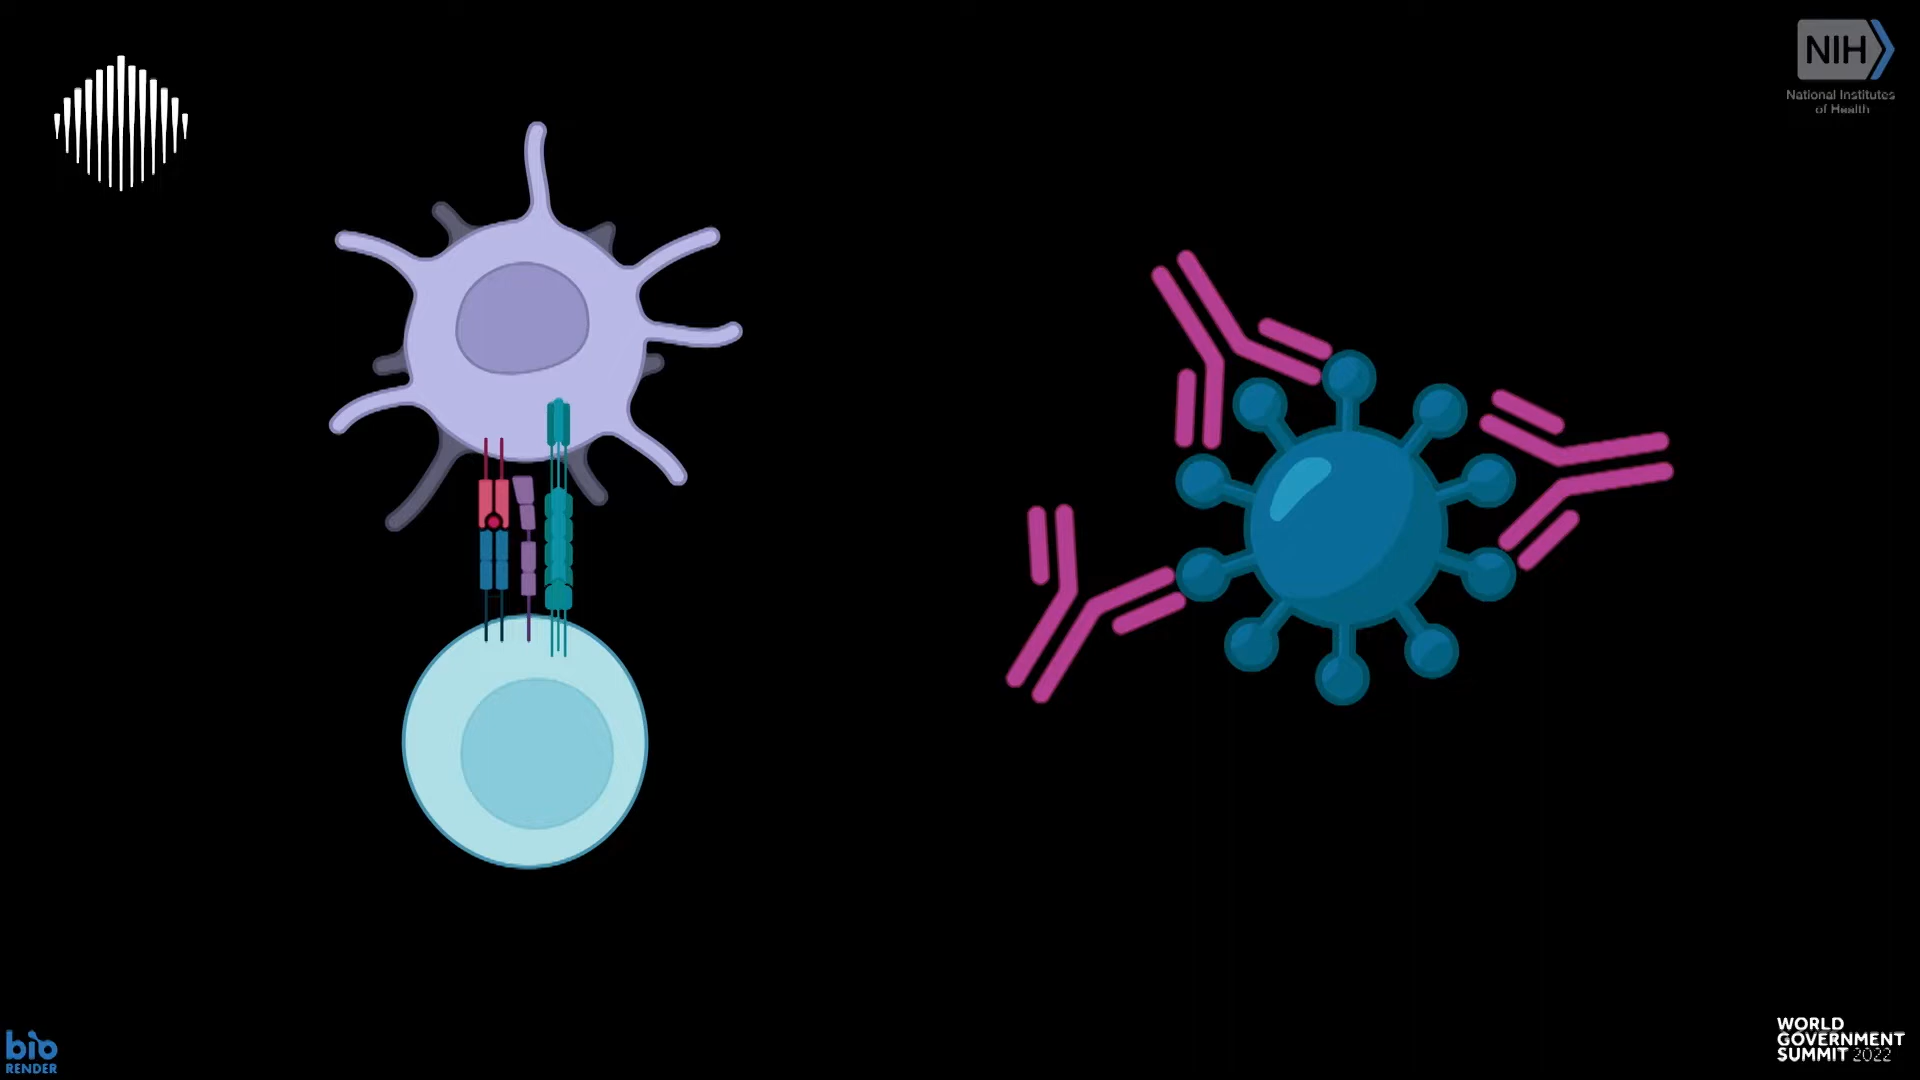 NIH
National Institutes
of Health
bio
RENDER
WORLD
GOVERNMENT
SUMMIT 2022